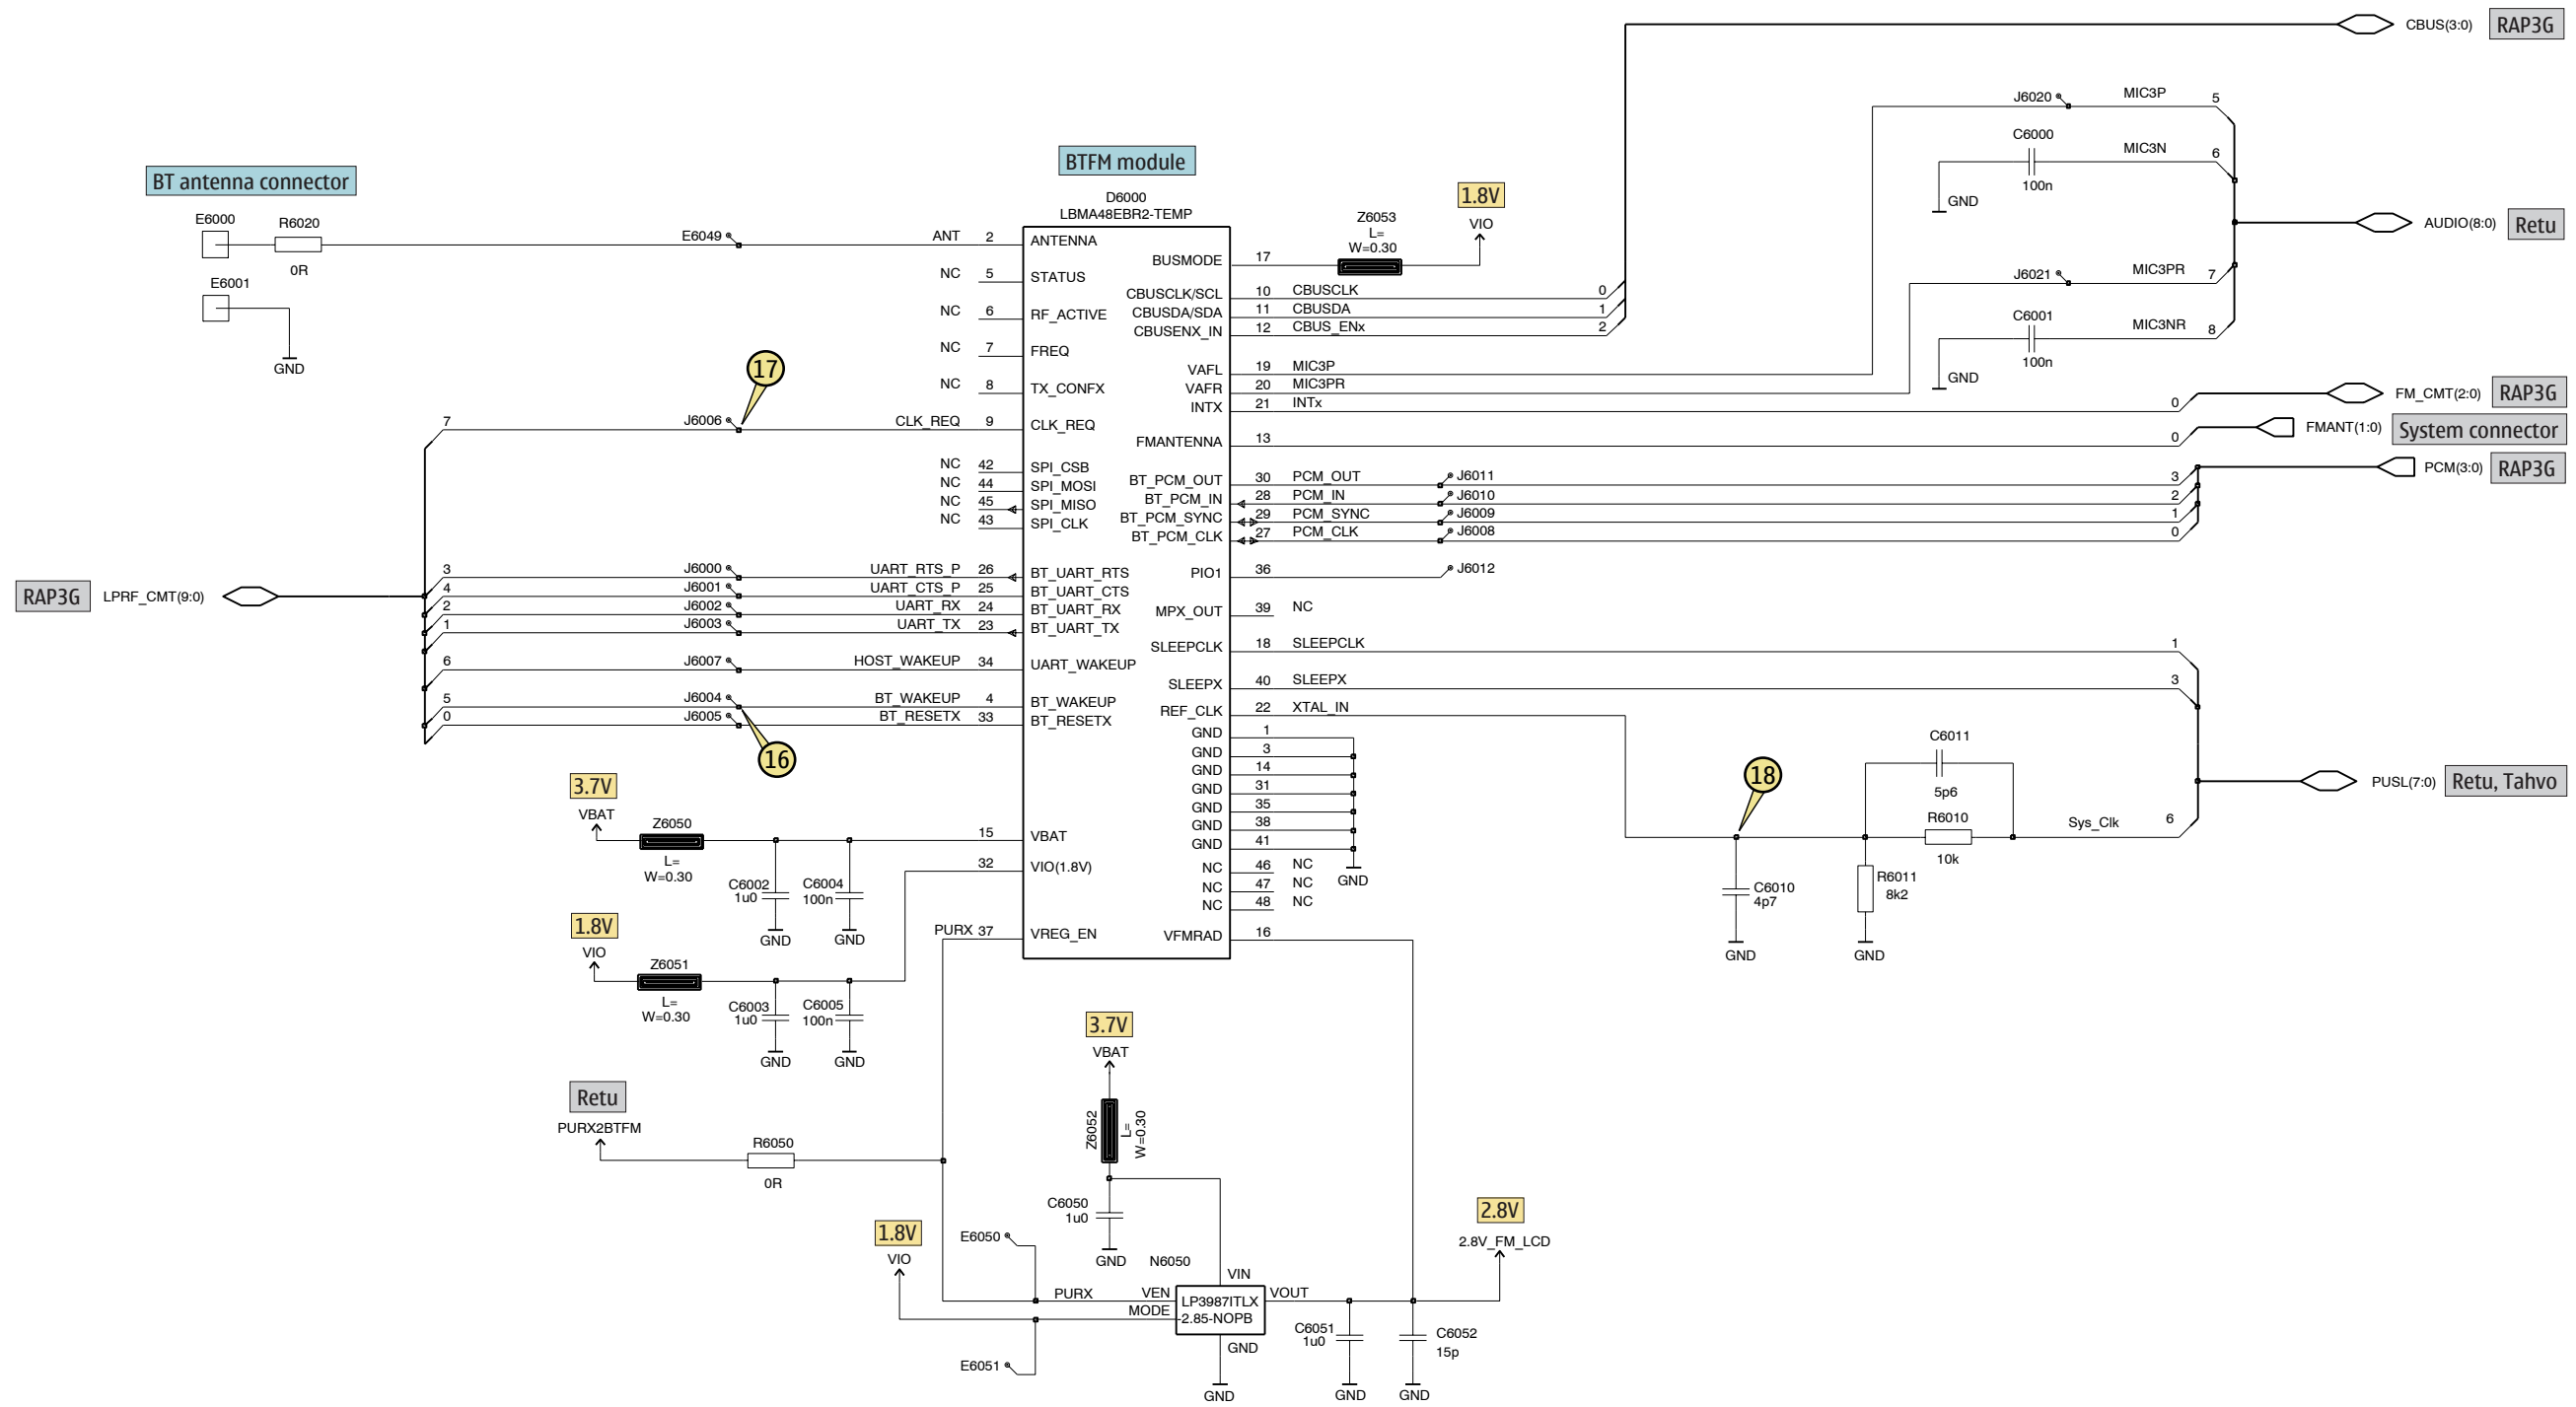 CBUS(3:0) RAP3G
J6020 MIC3P 5
C6000
100n
MIC3N 6
GND
AUDIO(8:0) Retu
J6021 MIC3PR 7
C6001
100n
MIC3NR 8
GND
BT antenna connector
E6000 R6020
0R
E6001
GND
BTFM module
D6000
LBMA48EBR2-TEMP
1.8V
VIO
Z6053
L=
W=0.30
E6049 ANT 2 ANTENNA
NC 5 STATUS
NC 6 RF_ACTIVE
NC 7 FREQ
NC 8 TX_CONFX
17
7 J6006 CLK_REQ 9 CLK_REQ
NC 42 SPI_CSB
NC 44 SPI_MOSI
NC 45 SPI_MISO
NC 43 SPI_CLK
RAP3G LPRF_CMT(9:0)
3 J6000 UART_RTS_P 26 BT_UART_RTS
4 J6001 UART_CTS_P 25 BT_UART_CTS
2 J6002 UART_RX 24 BT_UART_RX
1 J6003 UART_TX 23 BT_UART_TX
6 J6007 HOST_WAKEUP 34 UART_WAKEUP
5 J6004 BT_WAKEUP 4 BT_WAKEUP
0 J6005 BT_RESETX 33 BT_RESETX
16
BUSMODE 17
CBUSCLK/SCL 10 CBUSCLK 0
CBUSDA/SDA 11 CBUSDA 1
CBUSENX_IN 12 CBUS_ENx 2
VAFL 19 MIC3P
VAFR 20 MIC3PR
INTX 21 INTx 0 FM_CMT(2:0) RAP3G
FMANTENNA 13 0 FMANT(1:0) System connector
BT_PCM_OUT 30 PCM_OUT J6011 3 PCM(3:0) RAP3G
BT_PCM_IN 28 PCM_IN J6010 2
BT_PCM_SYNC 29 PCM_SYNC J6009 1
BT_PCM_CLK 27 PCM_CLK J6008 0
PIO1 36 J6012
MPX_OUT 39 NC
SLEEPCLK 18 SLEEPCLK 1
SLEEPX 40 SLEEPX 3
REF_CLK 22 XTAL_IN
GND 1
GND 3
GND 14
GND 31
GND 35
GND 38
GND 41
GND
NC 46 NC
NC 47 NC
NC 48 NC
VFMRAD 16
18
C6011
5p6
R6010
10k
Sys_Clk 6
PUSL(7:0) Retu, Tahvo
C6010
4p7
GND
R6011
8k2
GND
3.7V
VBAT
Z6050
L=
W=0.30
15 VBAT
32 VIO(1.8V)
C6002
1u0
GND
C6004
100n
GND
PURX 37 VREG_EN
1.8V
VIO
Z6051
L=
W=0.30
C6003
1u0
GND
C6005
100n
GND
Retu
PURX2BTFM
R6050
0R
3.7V
VBAT
Z6052
L=
W=0.30
C6050
1u0
GND
1.8V
VIO
E6050
N6050
VIN
PURX VEN
MODE
LP3987ITLX
-2.85-NOPB
VOUT
GND
GND
E6051
2.8V
2.8V_FM_LCD
C6051
1u0
GND
C6052
15p
GND